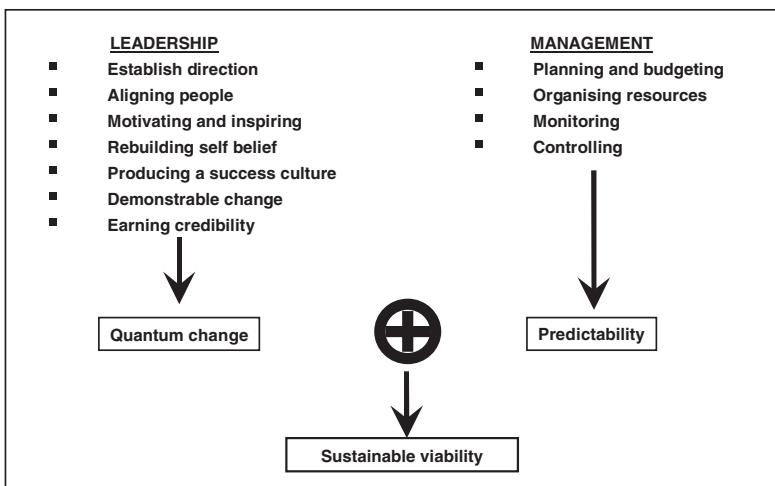 LEADERSHIP
Establish direction
Aligning people
Motivating and inspiring
Rebuilding self belief
Producing a success culture
Demonstrable change
Earning credibility
MANAGEMENT
Planning and budgeting
Organising resources
Monitoring
Controlling
Quantum change
Predictability
Sustainable viability